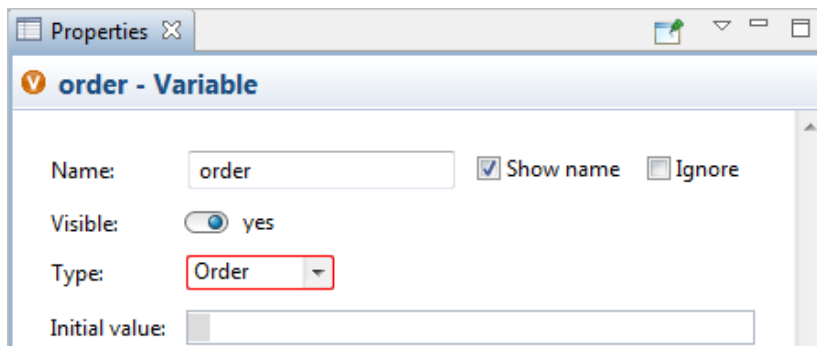 Properties
V order - Variable
Name: order Show name Ignore
Visible: yes
Type: Order
Initial value: